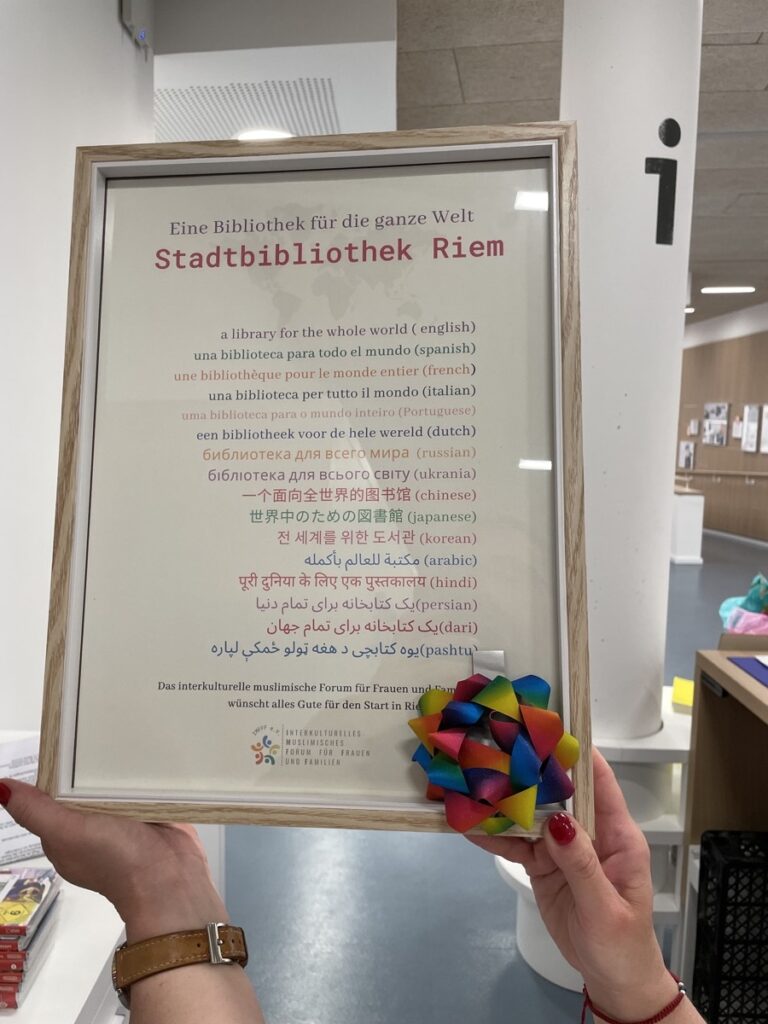 Eine Bibliothek für die ganze Welt
Stadtbibliothek Riem
a library for the whole world ( english)
una biblioteca para todo el mundo (spanish)
une bibliothèque pour le monde entier (french)
una biblioteca per tutto il mondo (italian)
uma biblioteca para o mundo inteiro (Portuguese)
een bibliotheek voor de hele wereld (dutch)
библиотека для всего мира (russian)
бібліотека для всього світу (ukrania)
一个面向全世界的图书馆 (chinese)
世界中のための図書館 (japanese)
전 세계를 위한 도서관 (korean)
مكتبة للعالم بأكمله (arabic)
पूरी दुनिया के लिए एक पुस्तकालय (hindi)
یک کتابخانه برای تمام دنیا(persian)
یک کتابخانه برای تمام جهان(dari)
یوه کتابچی د هغه ټولو ځمکې لپاره(pashtu)
Das interkulturelle muslimische Forum für Frauen und
wünscht alles Gute für den Start in
INTERKULTURELLES
MUSLIMISCHES
FORUM FÜR FRAUEN
UND FAMILIEN
i